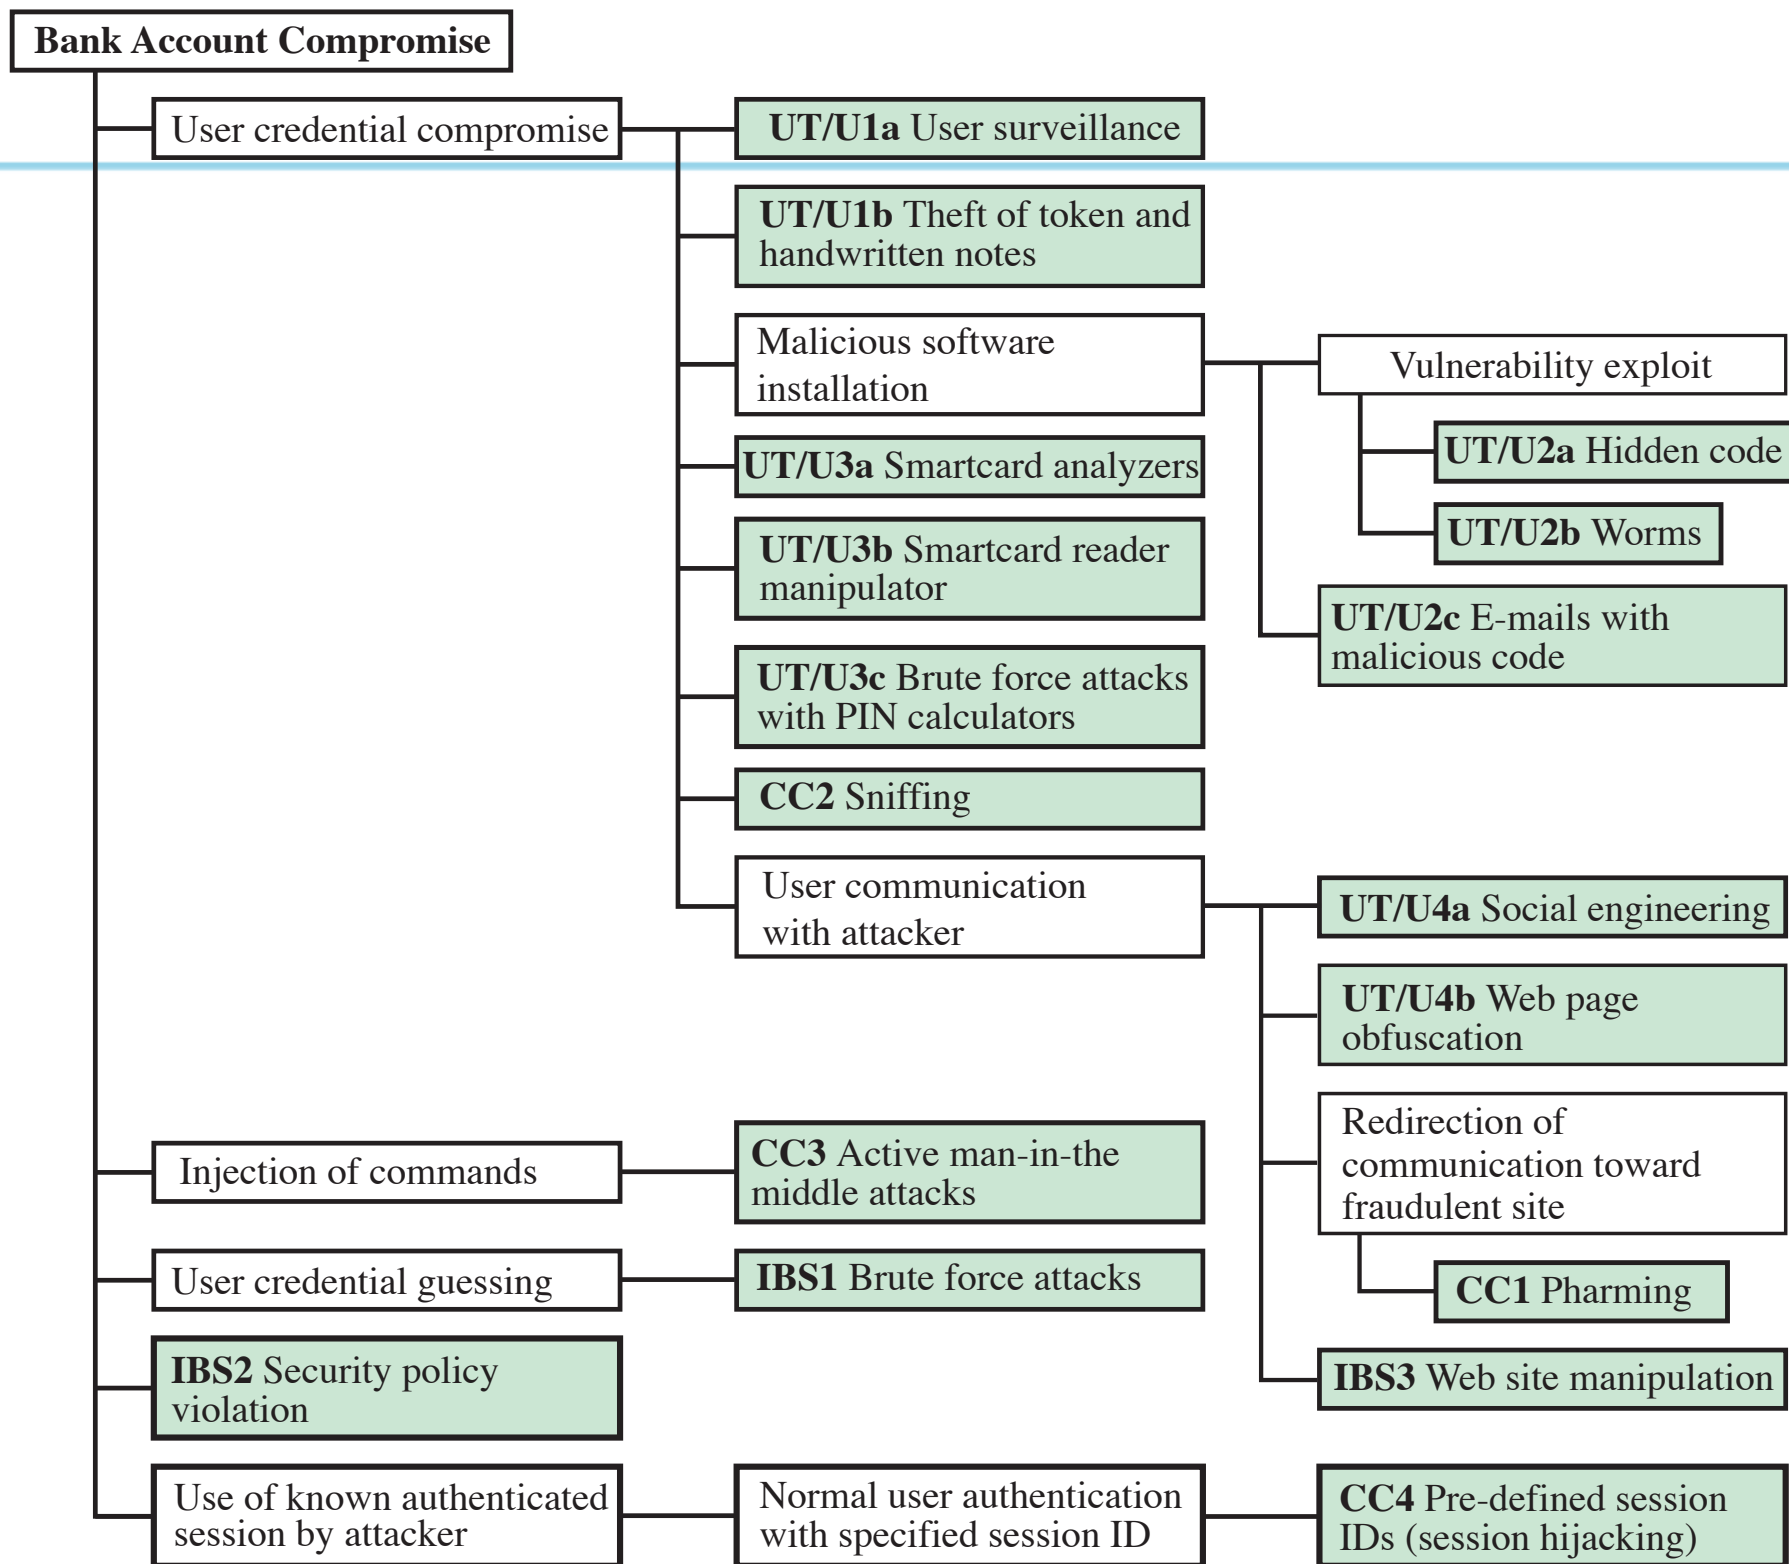 Bank Account Compromise
User credential compromise
UT/U1a User surveillance
UT/U1b Theft of token and
handwritten notes
Malicious software
installation
Vulnerability exploit
UT/U2a Hidden code
UT/U2b Worms
UT/U2c E-mails with
malicious code
UT/U3a Smartcard analyzers
UT/U3b Smartcard reader
manipulator
UT/U3c Brute force attacks
with PIN calculators
CC2 Sniffing
User communication
with attacker
UT/U4a Social engineering
UT/U4b Web page
obfuscation
Redirection of
communication toward
fraudulent site
CC1 Pharming
IBS3 Web site manipulation
Injection of commands
CC3 Active man-in-the
middle attacks
User credential guessing
IBS1 Brute force attacks
IBS2 Security policy
violation
Use of known authenticated
session by attacker
Normal user authentication
with specified session ID
CC4 Pre-defined session
IDs (session hijacking)